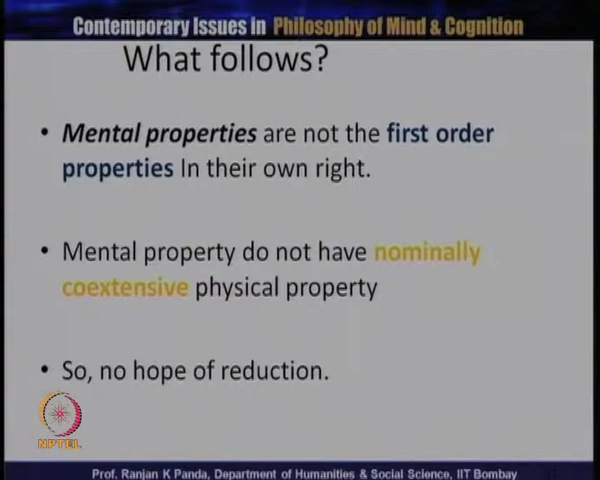 Contemporary Issues in Philosophy of Mind & Cognition
What follows?
• Mental properties are not the first order
properties In their own right.
• Mental property do not have nominally
coextensive physical property
• So, no hope of reduction.
NPTEL
Prof. Ranjan K Panda, Department of Humanities & Social Science, IIT Bombay